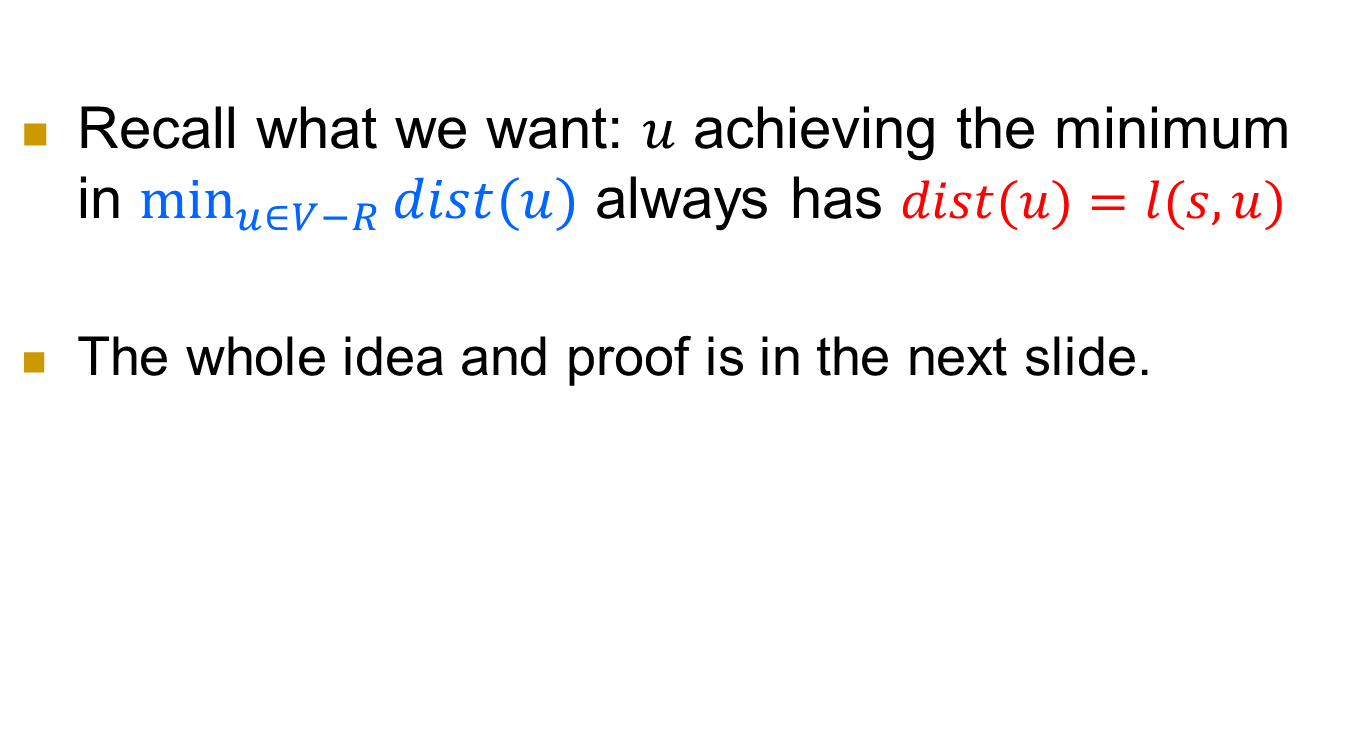 Recall what we want: u achieving the minimum
in min_{u∈V−R} dist(u) always has dist(u) = l(s, u)
The whole idea and proof is in the next slide.